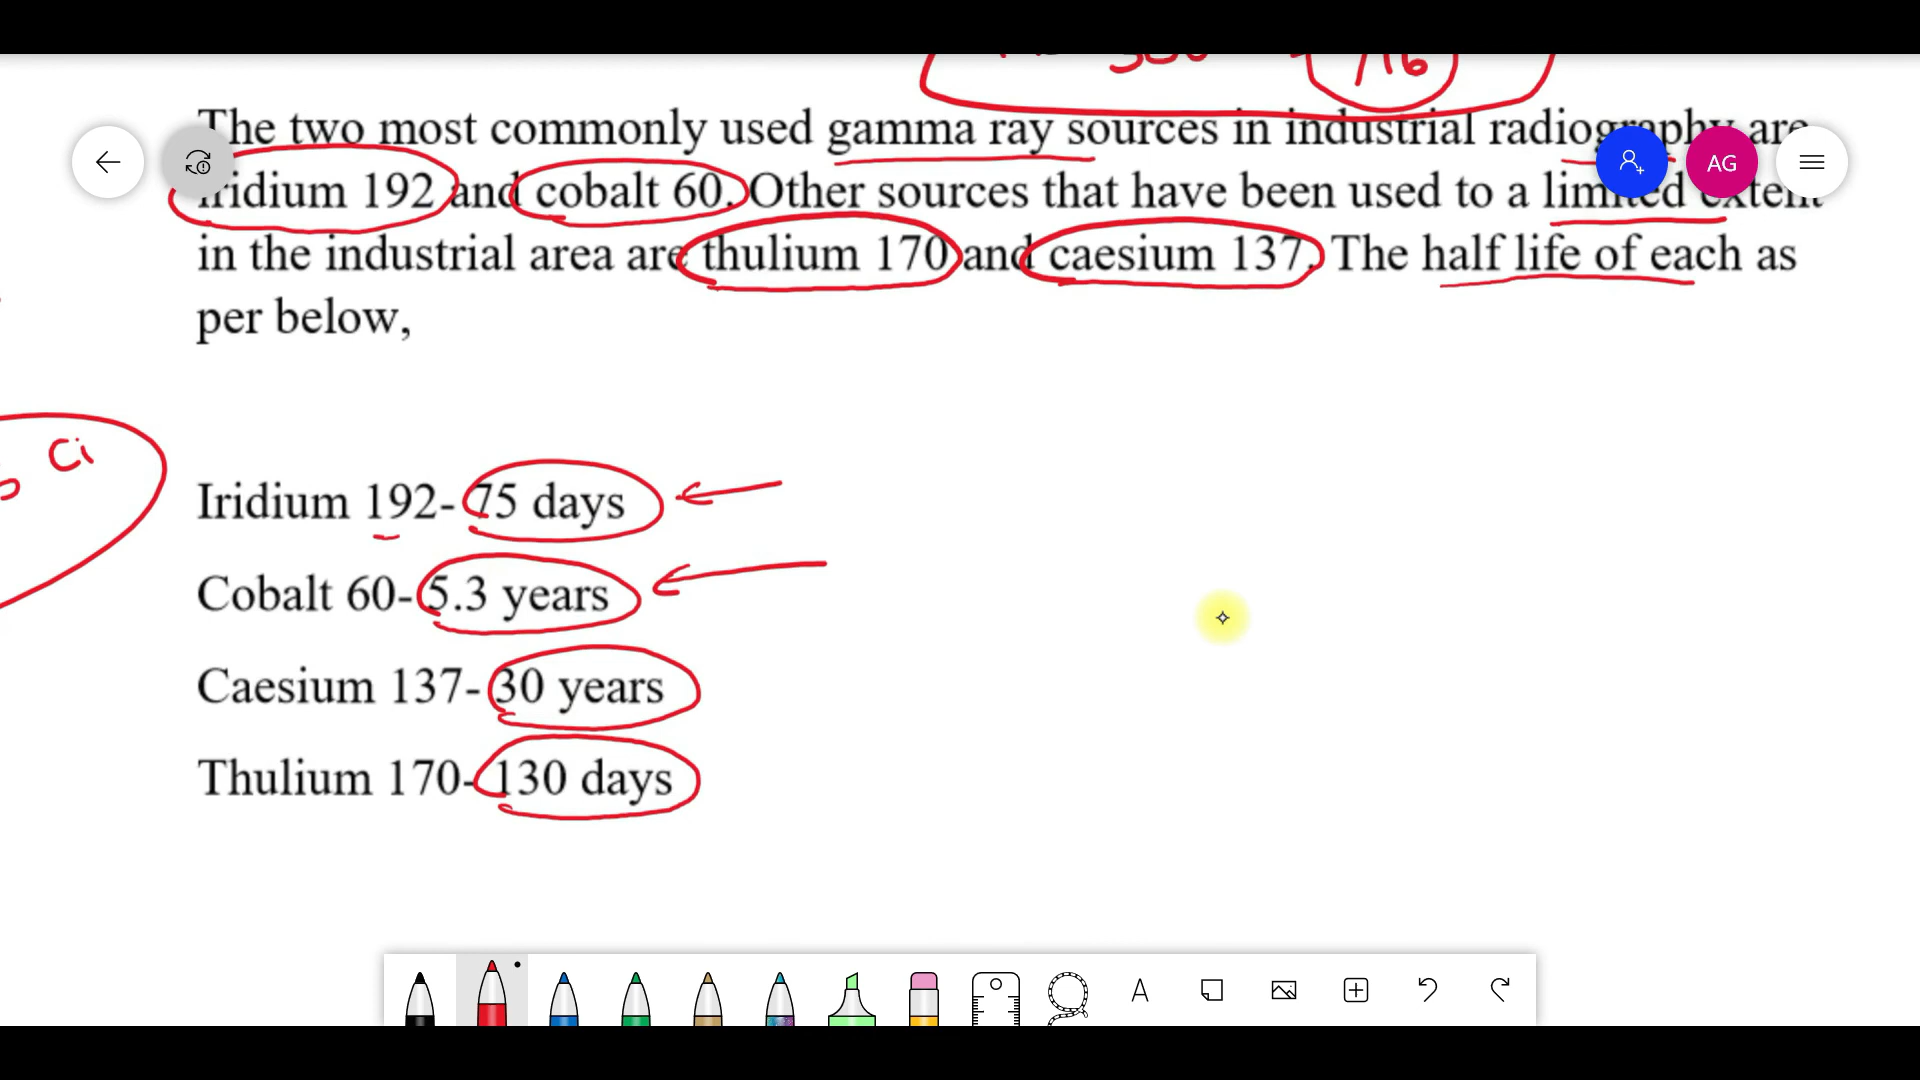 316
The two most commonly used gamma ray sources in industrial radiography are
iridium 192 and cobalt 60. Other sources that have been used to a limited extent
in the industrial area are thulium 170 and caesium 137. The half life of each as
per below,
AG
Ci
Iridium 192- 75 days
Cobalt 60- 5.3 years
Caesium 137- 30 years
Thulium 170- 130 days
A